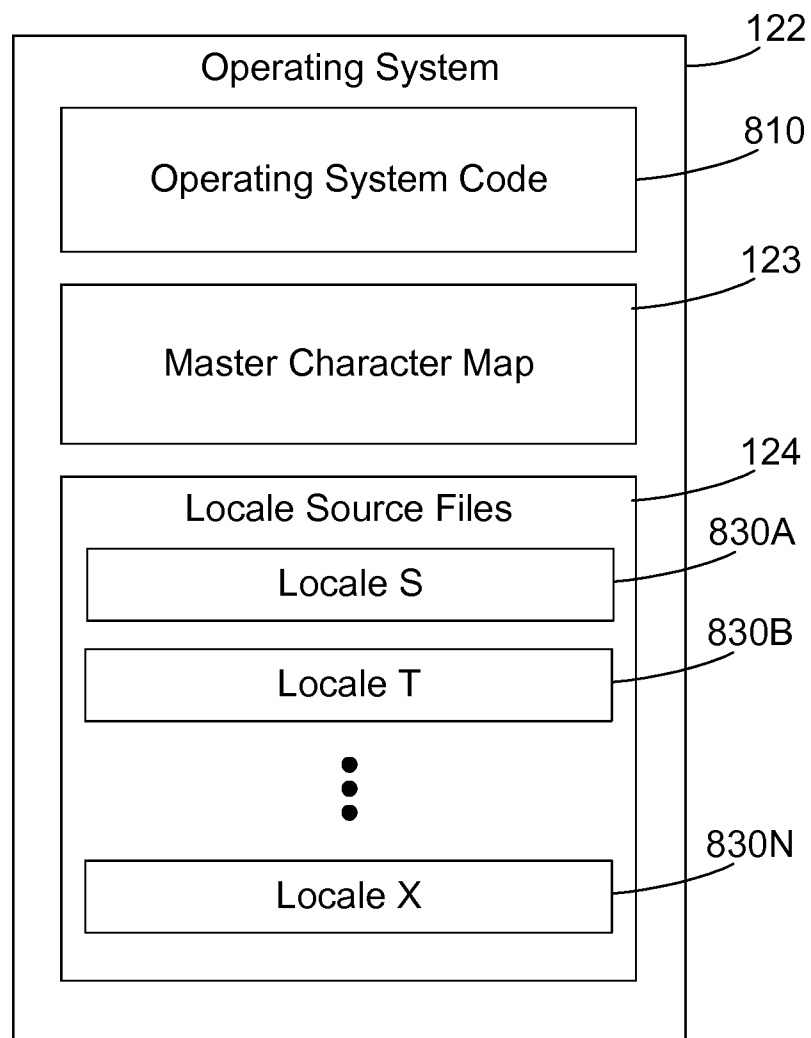 122
Operating System
810
Operating System Code
123
Master Character Map
124
Locale Source Files
830A
Locale S
830B
Locale T
830N
Locale X